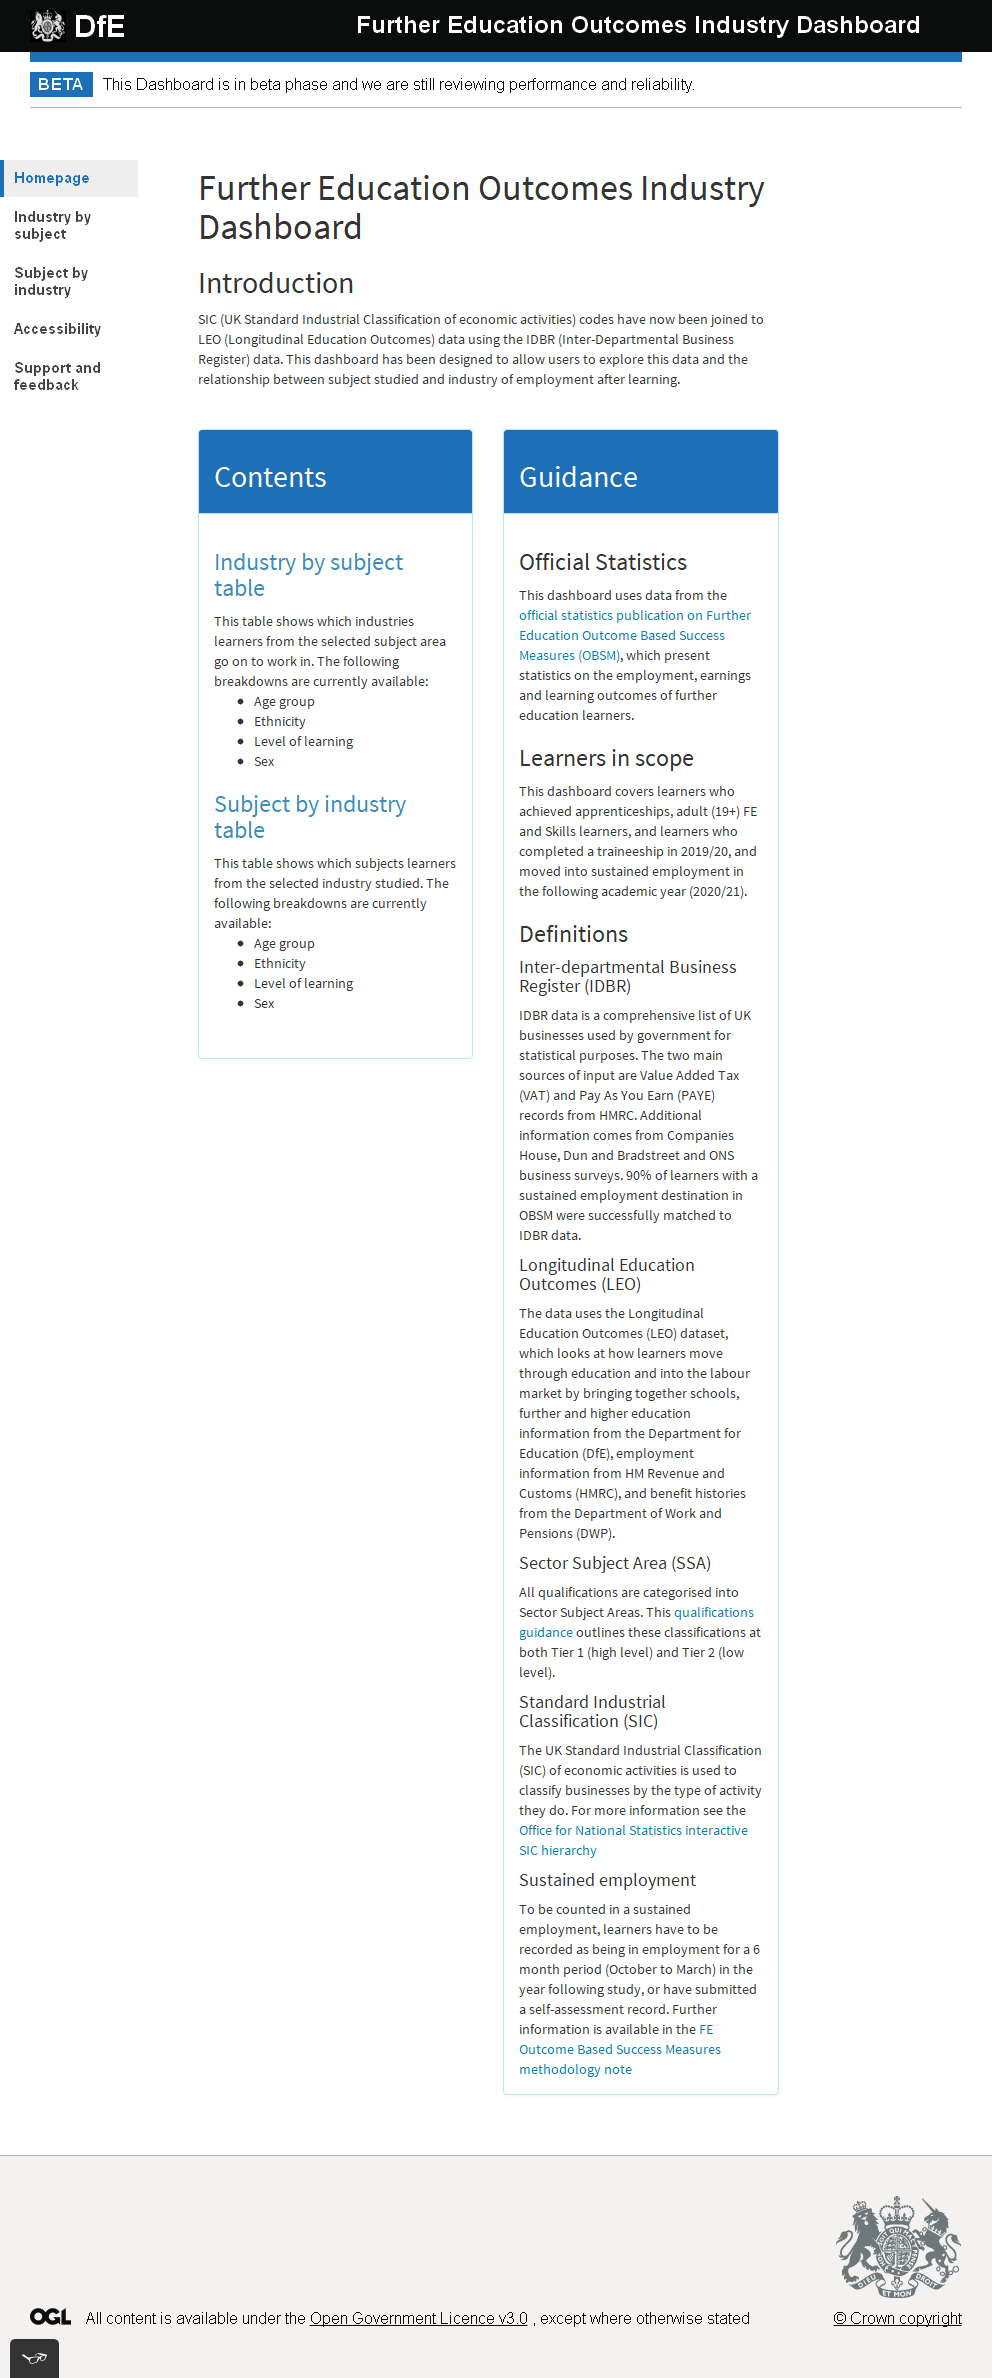 DfE
Further Education Outcomes Industry Dashboard
BETA This Dashboard is in beta phase and we are still reviewing performance and reliability.
Homepage
Industry by
subject
Subject by
industry
Accessibility
Support and
feedback
Further Education Outcomes Industry
Dashboard
Introduction
SIC (UK Standard Industrial Classification of economic activities) codes have now been joined to
LEO (Longitudinal Education Outcomes) data using the IDBR (Inter-Departmental Business
Register) data. This dashboard has been designed to allow users to explore this data and the
relationship between subject studied and industry of employment after learning.
Contents
Industry by subject
table
This table shows which industries
learners from the selected subject area
go on to work in. The following
breakdowns are currently available:
• Age group
• Ethnicity
• Level of learning
• Sex
Subject by industry
table
This table shows which subjects learners
from the selected industry studied. The
following breakdowns are currently
available:
• Age group
• Ethnicity
• Level of learning
• Sex
Guidance
Official Statistics
This dashboard uses data from the
official statistics publication on Further
Education Outcome Based Success
Measures (OBSM), which present
statistics on the employment, earnings
and learning outcomes of further
education learners.
Learners in scope
This dashboard covers learners who
achieved apprenticeships, adult (19+) FE
and Skills learners, and learners who
completed a traineeship in 2019/20, and
moved into sustained employment in
the following academic year (2020/21).
Definitions
Inter-departmental Business
Register (IDBR)
IDBR data is a comprehensive list of UK
businesses used by government for
statistical purposes. The two main
sources of input are Value Added Tax
(VAT) and Pay As You Earn (PAYE)
records from HMRC. Additional
information comes from Companies
House, Dun and Bradstreet and ONS
business surveys. 90% of learners with a
sustained employment destination in
OBSM were successfully matched to
IDBR data.
Longitudinal Education
Outcomes (LEO)
The data uses the Longitudinal
Education Outcomes (LEO) dataset,
which looks at how learners move
through education and into the labour
market by bringing together schools,
further and higher education
information from the Department for
Education (DfE), employment
information from HM Revenue and
Customs (HMRC), and benefit histories
from the Department of Work and
Pensions (DWP).
Sector Subject Area (SSA)
All qualifications are categorised into
Sector Subject Areas. This qualifications
guidance outlines these classifications at
both Tier 1 (high level) and Tier 2 (low
level).
Standard Industrial
Classification (SIC)
The UK Standard Industrial Classification
(SIC) of economic activities is used to
classify businesses by the type of activity
they do. For more information see the
Office for National Statistics interactive
SIC hierarchy
Sustained employment
To be counted in a sustained
employment, learners have to be
recorded as being in employment for a 6
month period (October to March) in the
year following study, or have submitted
a self-assessment record. Further
information is available in the FE
Outcome Based Success Measures
methodology note
DIEU ET MON DROIT
OGL All content is available under the Open Government Licence v3.0 , except where otherwise stated
© Crown copyright